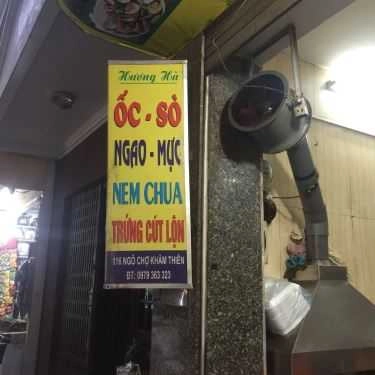 Hương Hà
ỐC - SÒ
NGAO - MỰC
NEM CHUA
TRỨNG CÚT LỘN
116 NGÕ CHỢ KHÂM THIÊN
ĐT: 0979 363 323